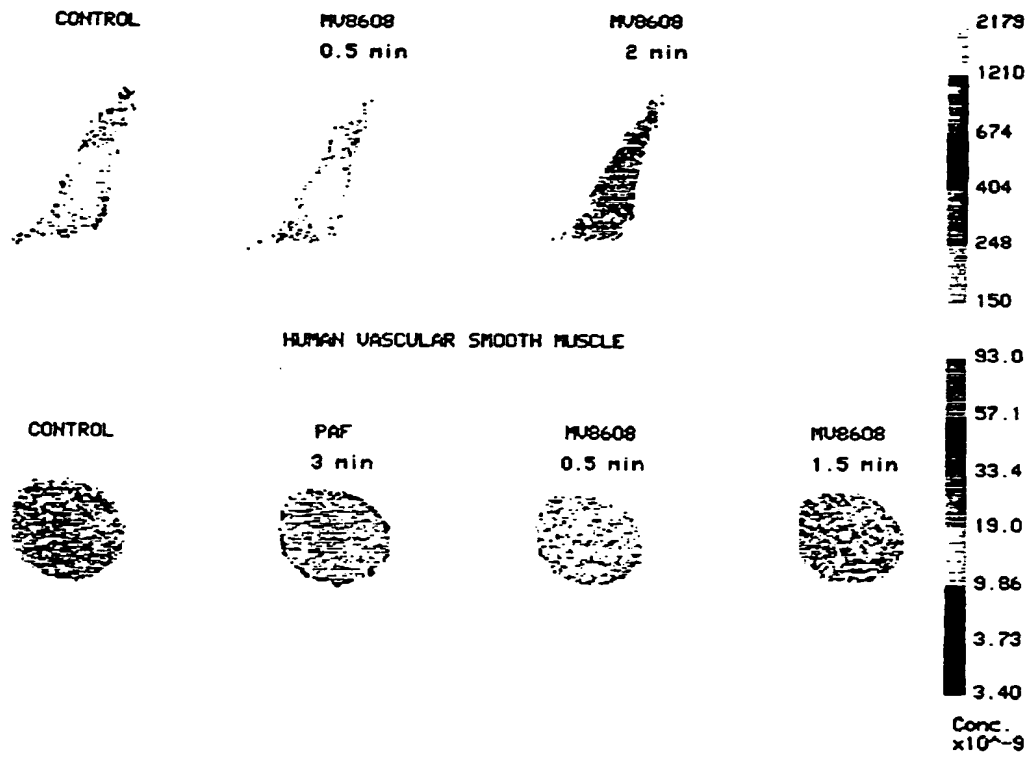 CONTROL
MV8608
0.5 min
MV8608
2 min
2179
1210
674
404
248
150
HUMAN VASCULAR SMOOTH MUSCLE
93.0
57.1
33.4
19.0
9.86
3.73
3.40
CONTROL
PAF
3 min
MV8608
0.5 min
MV8608
1.5 min
Conc.
x10^-9